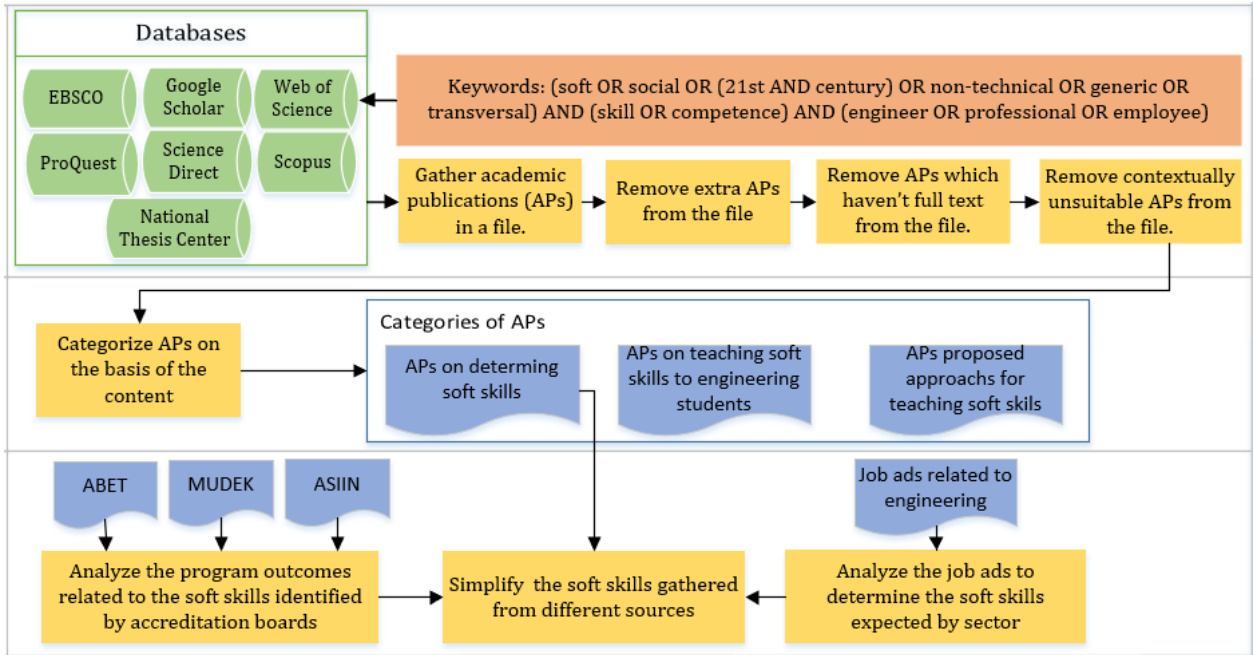 Databases
EBSCO
Google
Scholar
Web of
Science
ProQuest
Science
Direct
Scopus
National
Thesis Center
Keywords: (soft OR social OR (21st AND century) OR non-technical OR generic OR
transversal) AND (skill OR competence) AND (engineer OR professional OR employee)
Gather academic
publications (APs)
in a file.
Remove extra APs
from the file
Remove APs which
haven't full text
from the file.
Remove contextually
unsuitable APs from
the file.
Categorize APs on
the basis of the
content
Categories of APs
APs on determing
soft skills
APs on teaching soft
skills to engineering
students
APs proposed
approachs for
teaching soft skils
ABET
MUDEK
ASIIN
Job ads related to
engineering
Analyze the program outcomes
related to the soft skills identified
by accreditation boards
Simplify the soft skills gathered
from different sources
Analyze the job ads to
determine the soft skills
expected by sector